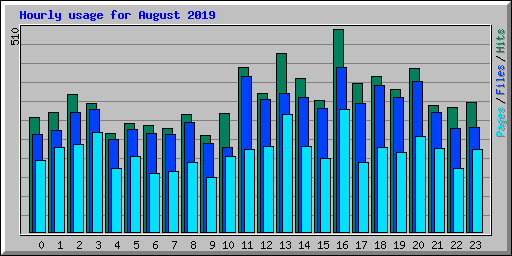 Hourly usage for August 2019
510
Pages/Files/Hits
0 1 2 3 4 5 6 7 8 9 10 11 12 13 14 15 16 17 18 19 20 21 22 23